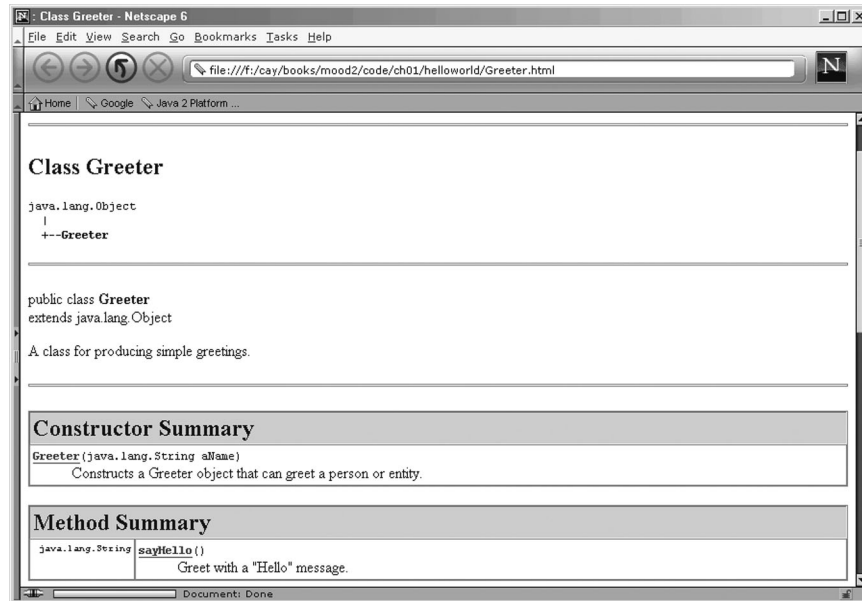 N : Class Greeter - Netscape 6
File Edit View Search Go Bookmarks Tasks Help
file:///f:/cay/books/mood2/code/ch01/helloworld/Greeter.html
N
Home Google Java 2 Platform ...
Class Greeter
java.lang.Object
|
+--Greeter
public class Greeter
extends java.lang.Object
A class for producing simple greetings.
Constructor Summary
Greeter(java.lang.String aName)
Constructs a Greeter object that can greet a person or entity.
Method Summary
java.lang.String sayHello()
Greet with a "Hello" message.
Document: Done